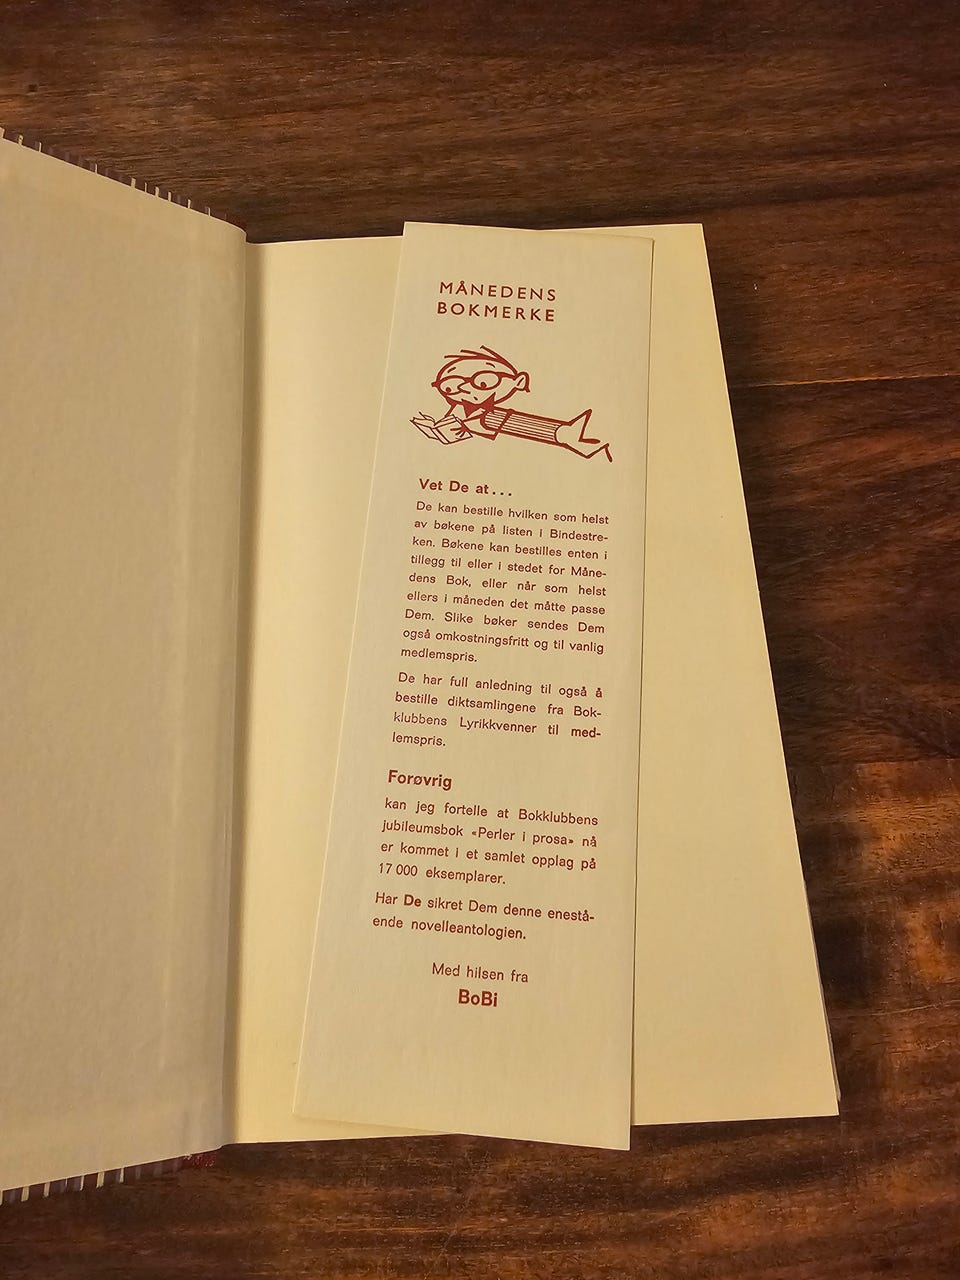 MÅNEDENS
BOKMERKE
Vet De at...
De kan bestille hvilken som helst
av bøkene på listen i Bindestre-
ken. Bøkene kan bestilles enten i
tillegg til eller i stedet for Måne-
dens Bok, eller når som helst
ellers i måneden det måtte passe
Dem. Slike bøker sendes Dem
også omkostningsfritt og til vanlig
medlemspris.
De har full anledning til også å
bestille diktsamlingene fra Bok-
klubbens Lyrikkvenner til med-
lemspris.
Forøvrig
kan jeg fortelle at Bokklubbens
jubileumsbok «Perler i prosa» nå
er kommet i et samlet opplag på
17 000 eksemplarer.
Har De sikret Dem denne enestå-
ende novelleantologien.
Med hilsen fra
BoBi